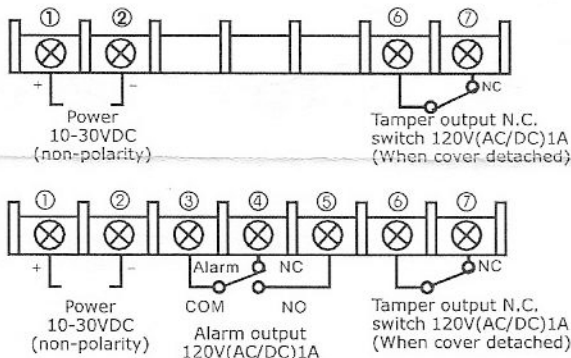 ① ② ⑥ ⑦
+ − NC
Power
10-30VDC
(non-polarity)
Tamper output N.C.
switch 120V(AC/DC)1A
(When cover detached)
① ② ③ ④ ⑤ ⑥ ⑦
+ − Alarm NC NC
COM NO
Power
10-30VDC
(non-polarity)
Alarm output
120V(AC/DC)1A
Tamper output N.C.
switch 120V(AC/DC)1A
(When cover detached)